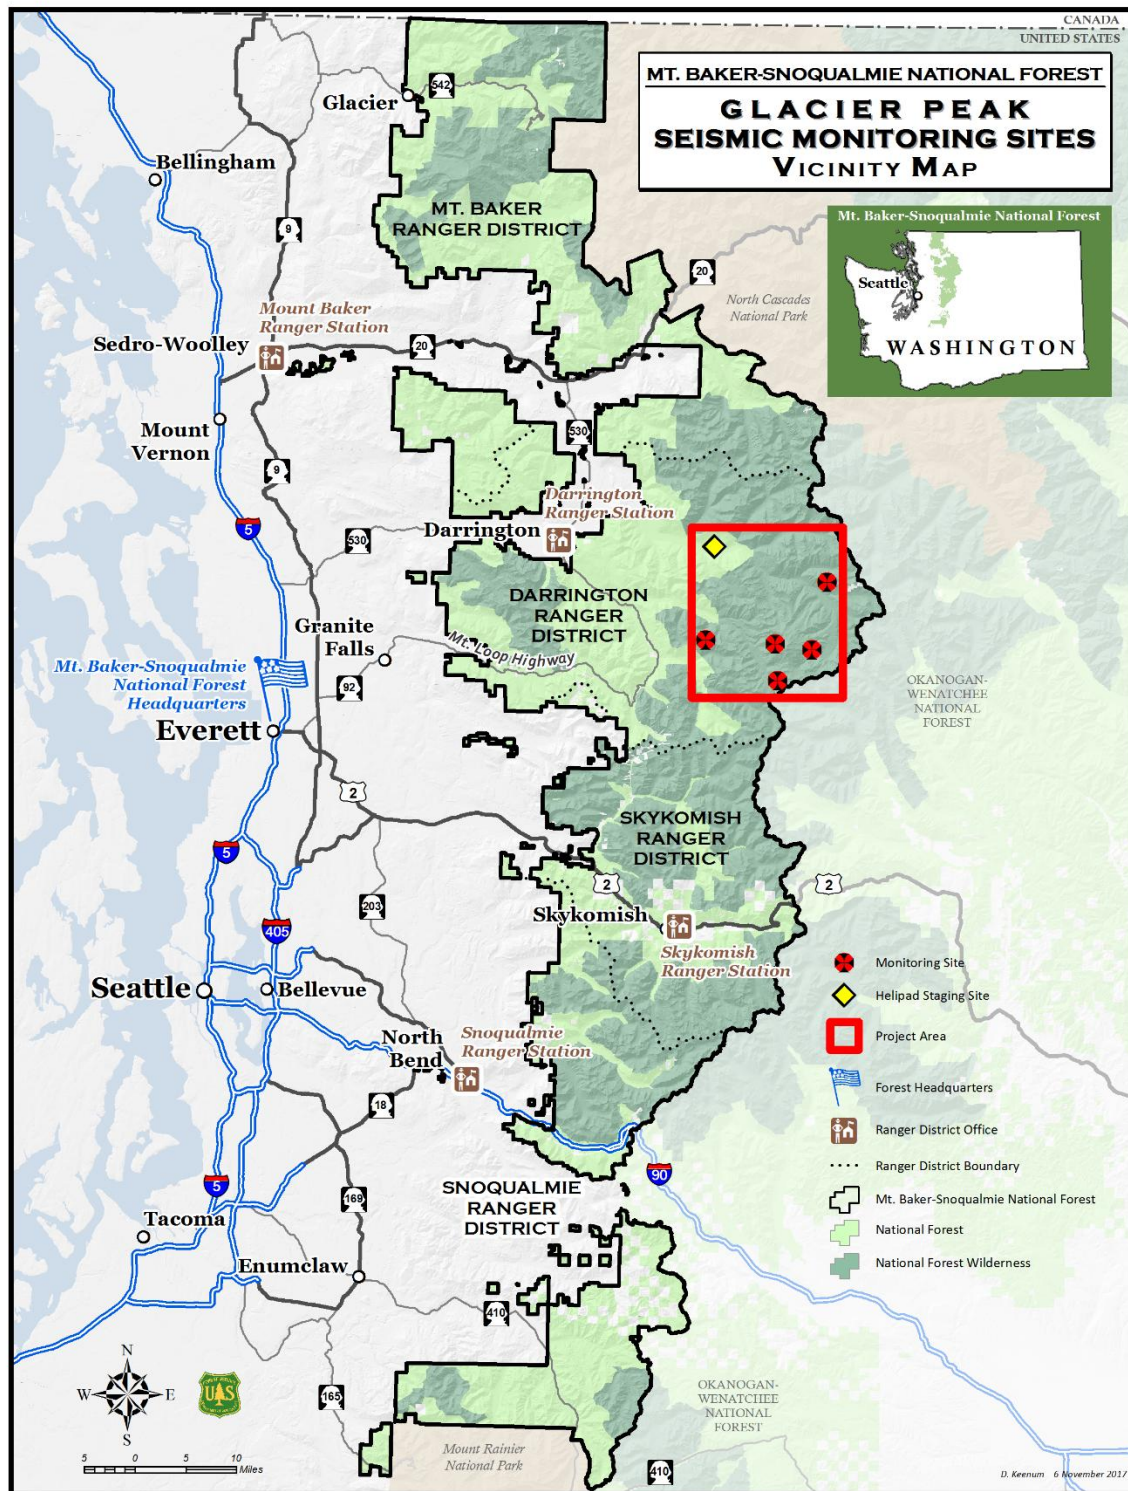 CANADA
UNITED STATES
MT. BAKER-SNOQUALMIE NATIONAL FOREST
GLACIER PEAK
SEISMIC MONITORING SITES
VICINITY MAP
Mt. Baker-Snoqualmie National Forest
Seattle
WASHINGTON
Glacier
542
Bellingham
MT. BAKER
RANGER DISTRICT
9
20
North Cascades
National Park
Mount Baker
Ranger Station
Sedro-Woolley
20
Mount
Vernon
530
9
Darrington
Ranger Station
5
530
Darrington
DARRINGTON
RANGER
DISTRICT
Granite
Falls
Mt. Loop Highway
Mt. Baker-Snoqualmie
National Forest
Headquarters
92
OKANOGAN-
WENATCHEE
NATIONAL
FOREST
Everett
2
SKYKOMISH
RANGER
DISTRICT
5
2
2
203
Skykomish
405
Skykomish
Ranger Station
Seattle
Bellevue
North
Bend
Snoqualmie
Ranger Station
18
Monitoring Site
Helipad Staging Site
Project Area
Forest Headquarters
Ranger District Office
Ranger District Boundary
Mt. Baker-Snoqualmie National Forest
National Forest
National Forest Wilderness
90
5
169
SNOQUALMIE
RANGER
DISTRICT
Tacoma
Enumclaw
410
165
OKANOGAN-
WENATCHEE
NATIONAL
FOREST
Mount Rainier
National Park
410
N
W E
S
UAS
5 0 5 10
Miles
D. Keenum 6 November 2017